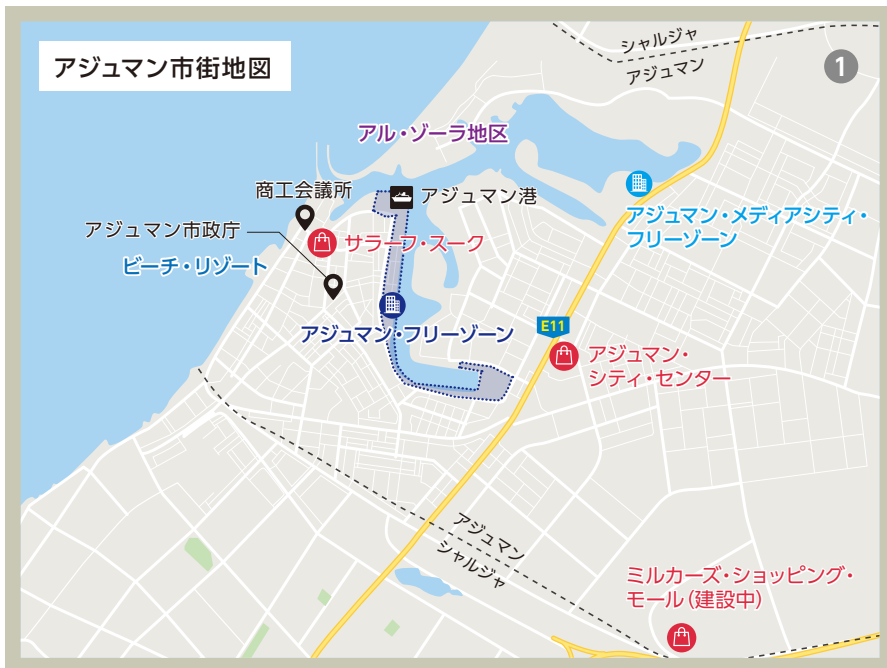 アジュマン市街地図
シャルジャ
アジュマン
1
アル・ゾーラ地区
商工会議所
アジュマン港
アジュマン市政庁
サラーフ・スーク
アジュマン・メディアシティ・
フリーゾーン
ビーチ・リゾート
アジュマン・フリーゾーン
E11
アジュマン・
シティ・センター
アジュマン
シャルジャ
ミルカーズ・ショッピング・
モール（建設中）